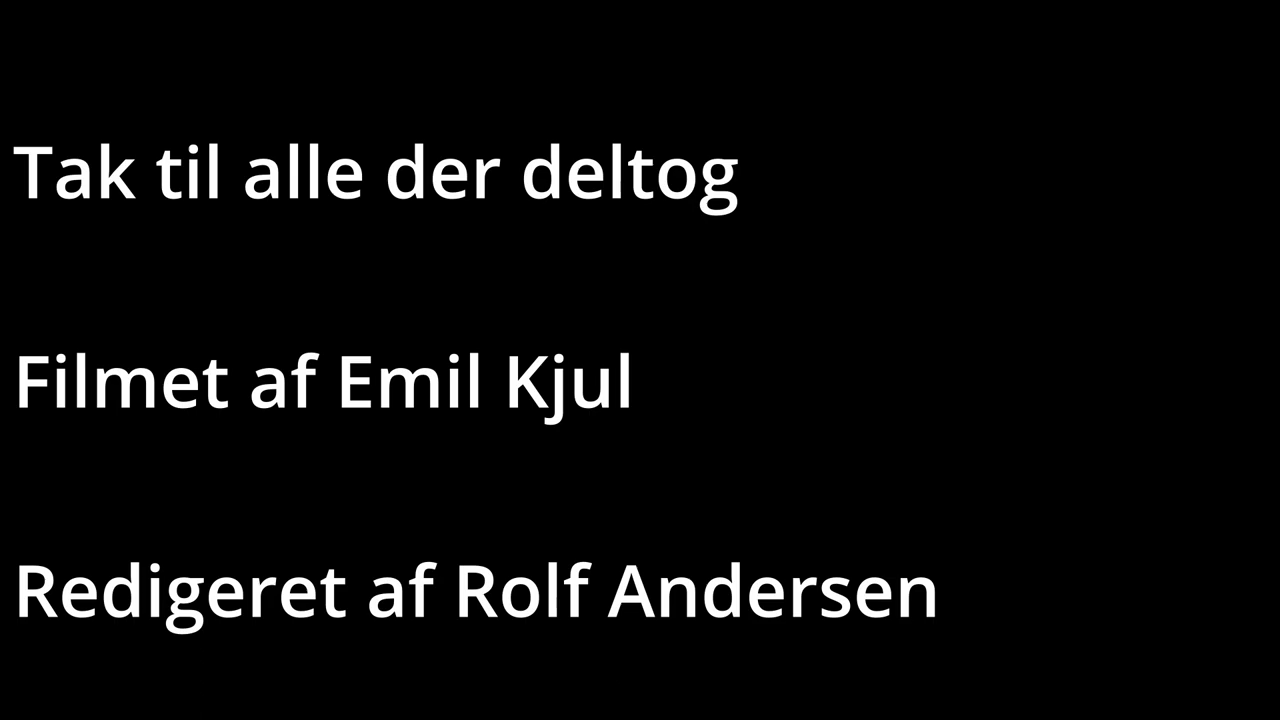 Tak til alle der deltog
Filmet af Emil Kjul
Redigeret af Rolf Andersen